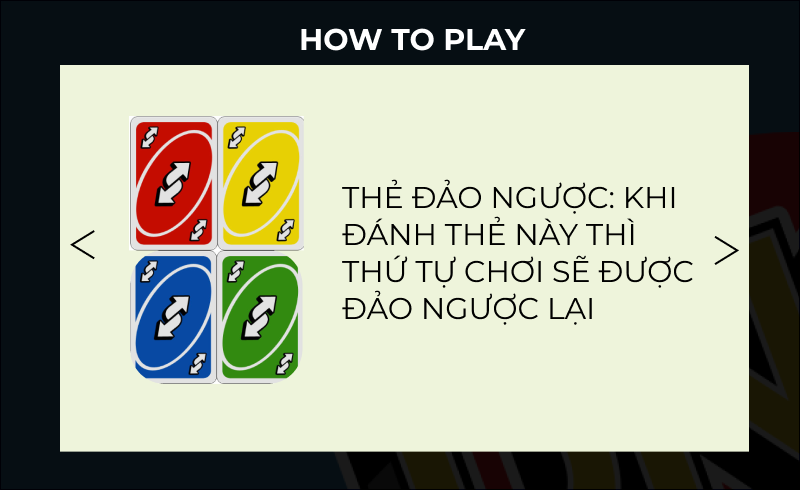 HOW TO PLAY
THẺ ĐẢO NGƯỢC: KHI
ĐÁNH THẺ NÀY THÌ
THỨ TỰ CHƠI SẼ ĐƯỢC
ĐẢO NGƯỢC LẠI